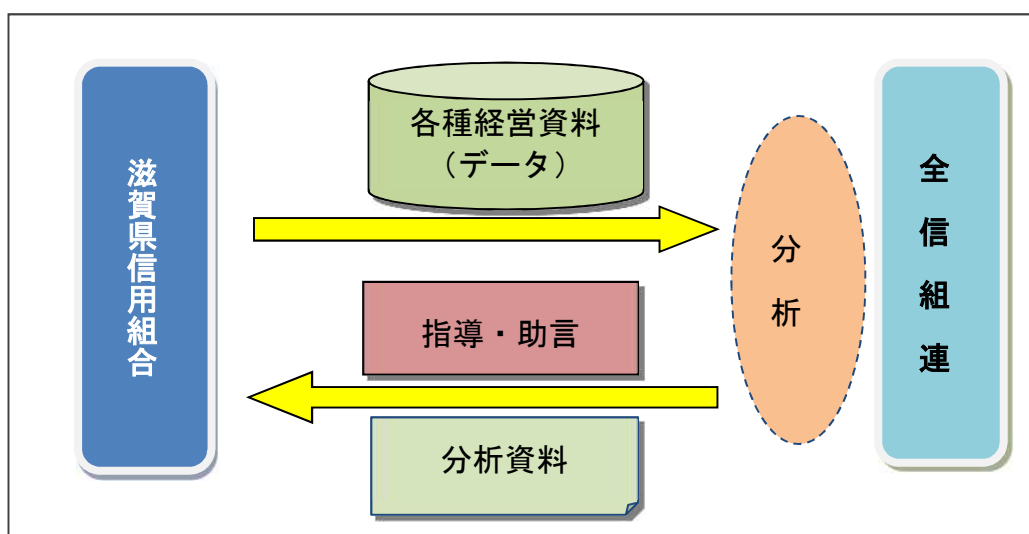 滋賀県信用組合
各種経営資料
(データ)
分析
全信組連
指導・助言
分析資料